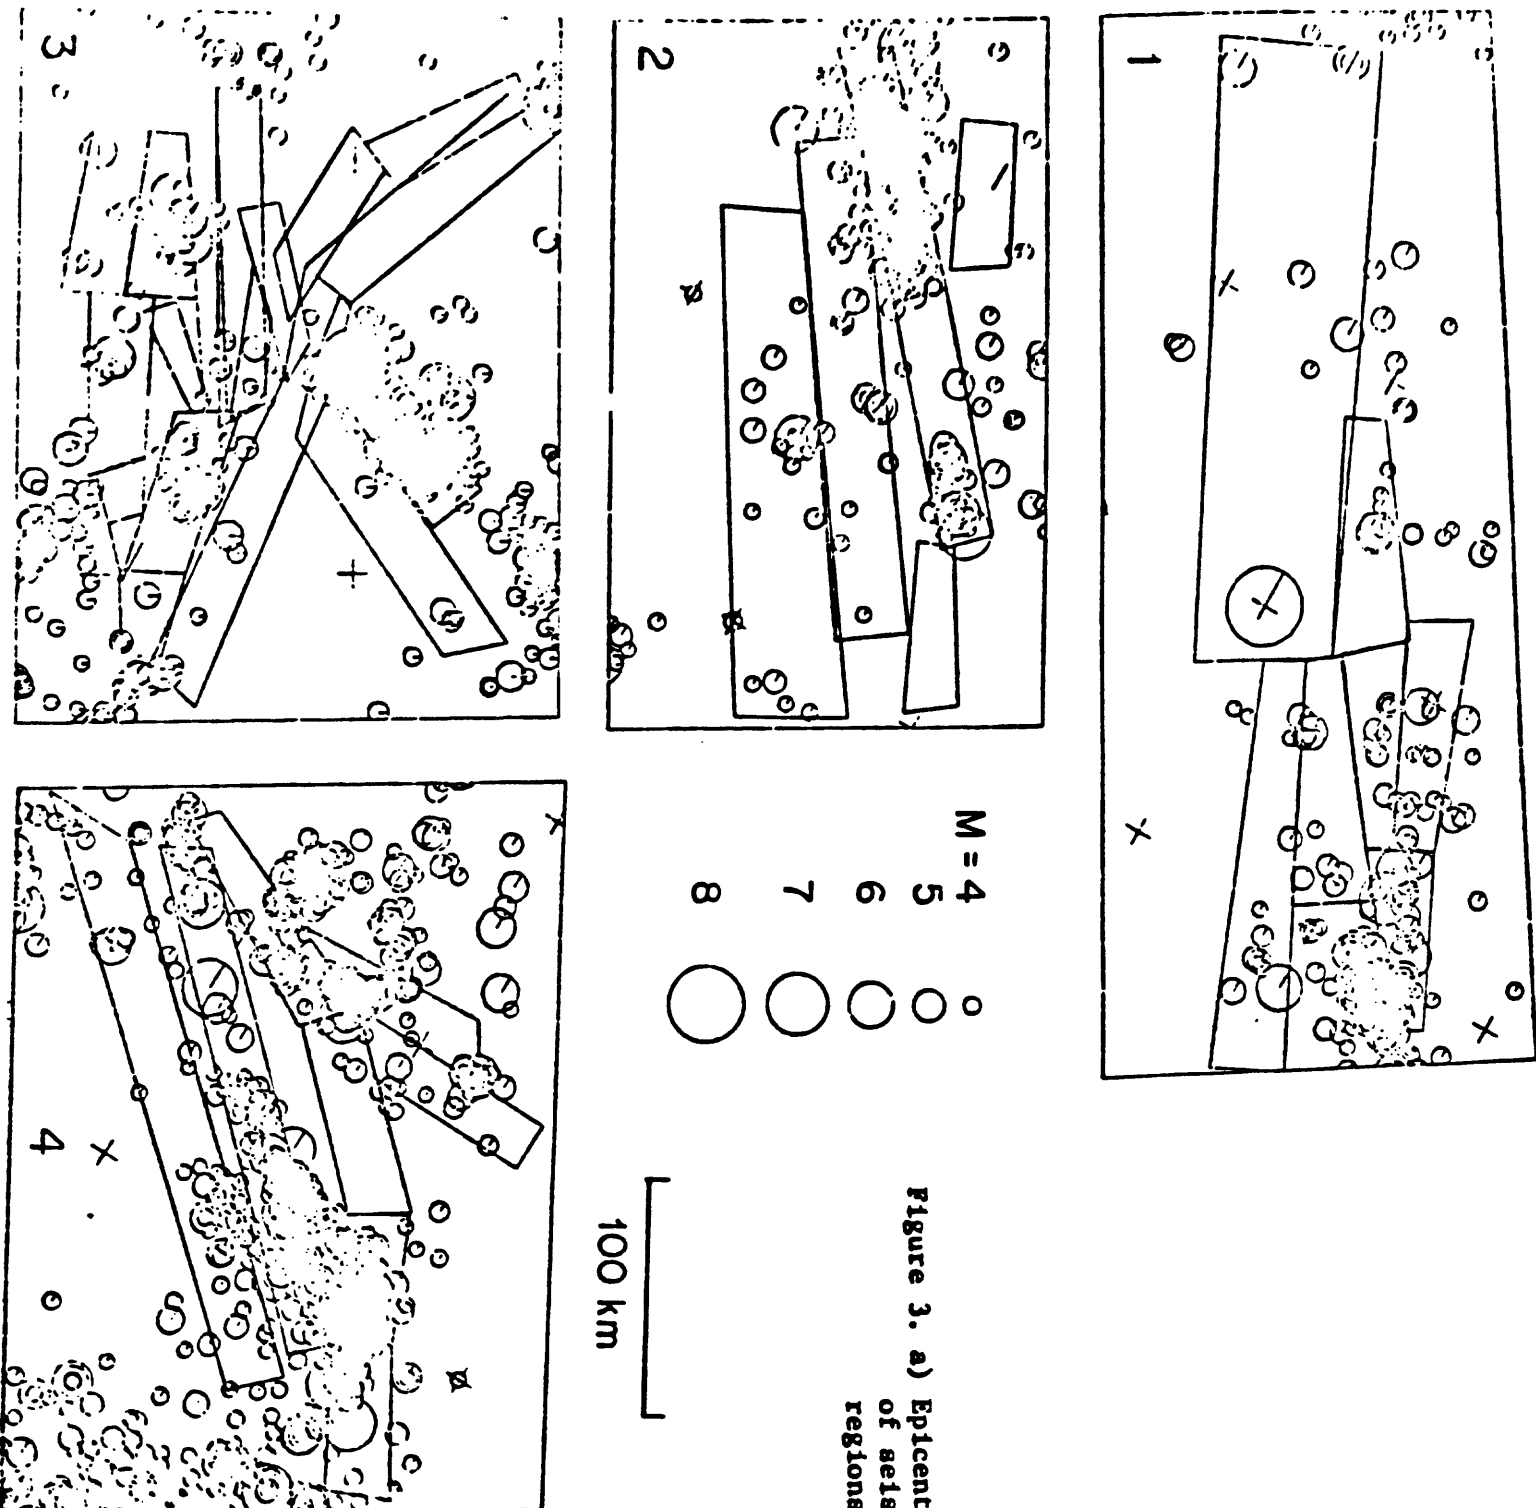 1
2
3
M = 4 5 6 7 8
100 km
4
Figure 3. a) Epicent
of seis
regions